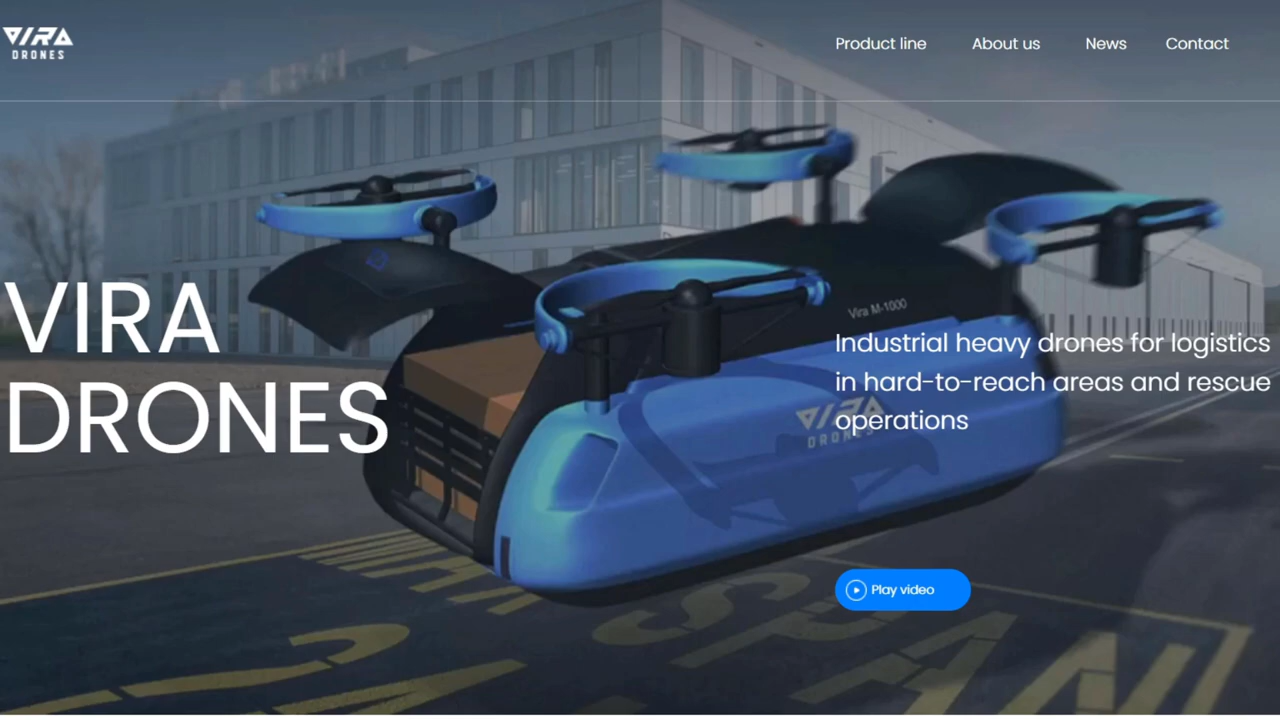 VIRA
DRONES
Product line
About us
News
Contact
VIRA
DRONES
Vira M-1000
Industrial heavy drones for logistics
in hard-to-reach areas and rescue
operations
VIRA
DRONES
Play video